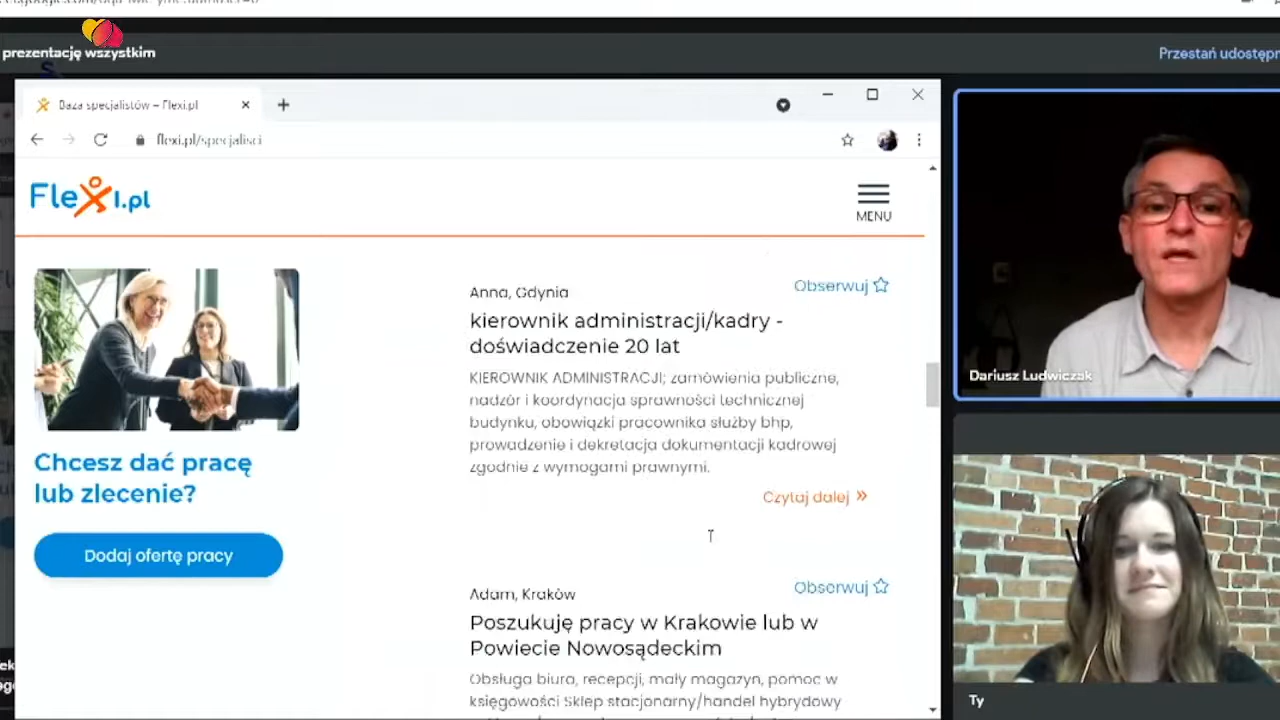 prezentację wszystkim
Przestań udostępn
Baza specjalistów – Flexi.pl
flexi.pl/specjalisci
Flexi.pl
MENU
Chcesz dać pracę
lub zlecenie?
Dodaj ofertę pracy
Obserwuj
Anna, Gdynia
kierownik administracji/kadry -
doświadczenie 20 lat
KIEROWNIK ADMINISTRACJI; zamówienia publiczne,
nadzór i koordynacja sprawności technicznej
budynku, obowiązki pracownika służby bhp,
prowadzenie i dekretacja dokumentacji kadrowej
zgodnie z wymogami prawnymi.
Czytaj dalej »
Obserwuj
Adam, Kraków
Poszukuję pracy w Krakowie lub w
Powiecie Nowosądeckim
Obsługa biura, recepcji, mały magazyn, pomoc w
księgowości Sklep stacjonarny/handel hybrydowy
Dariusz Ludwiczak
Ty